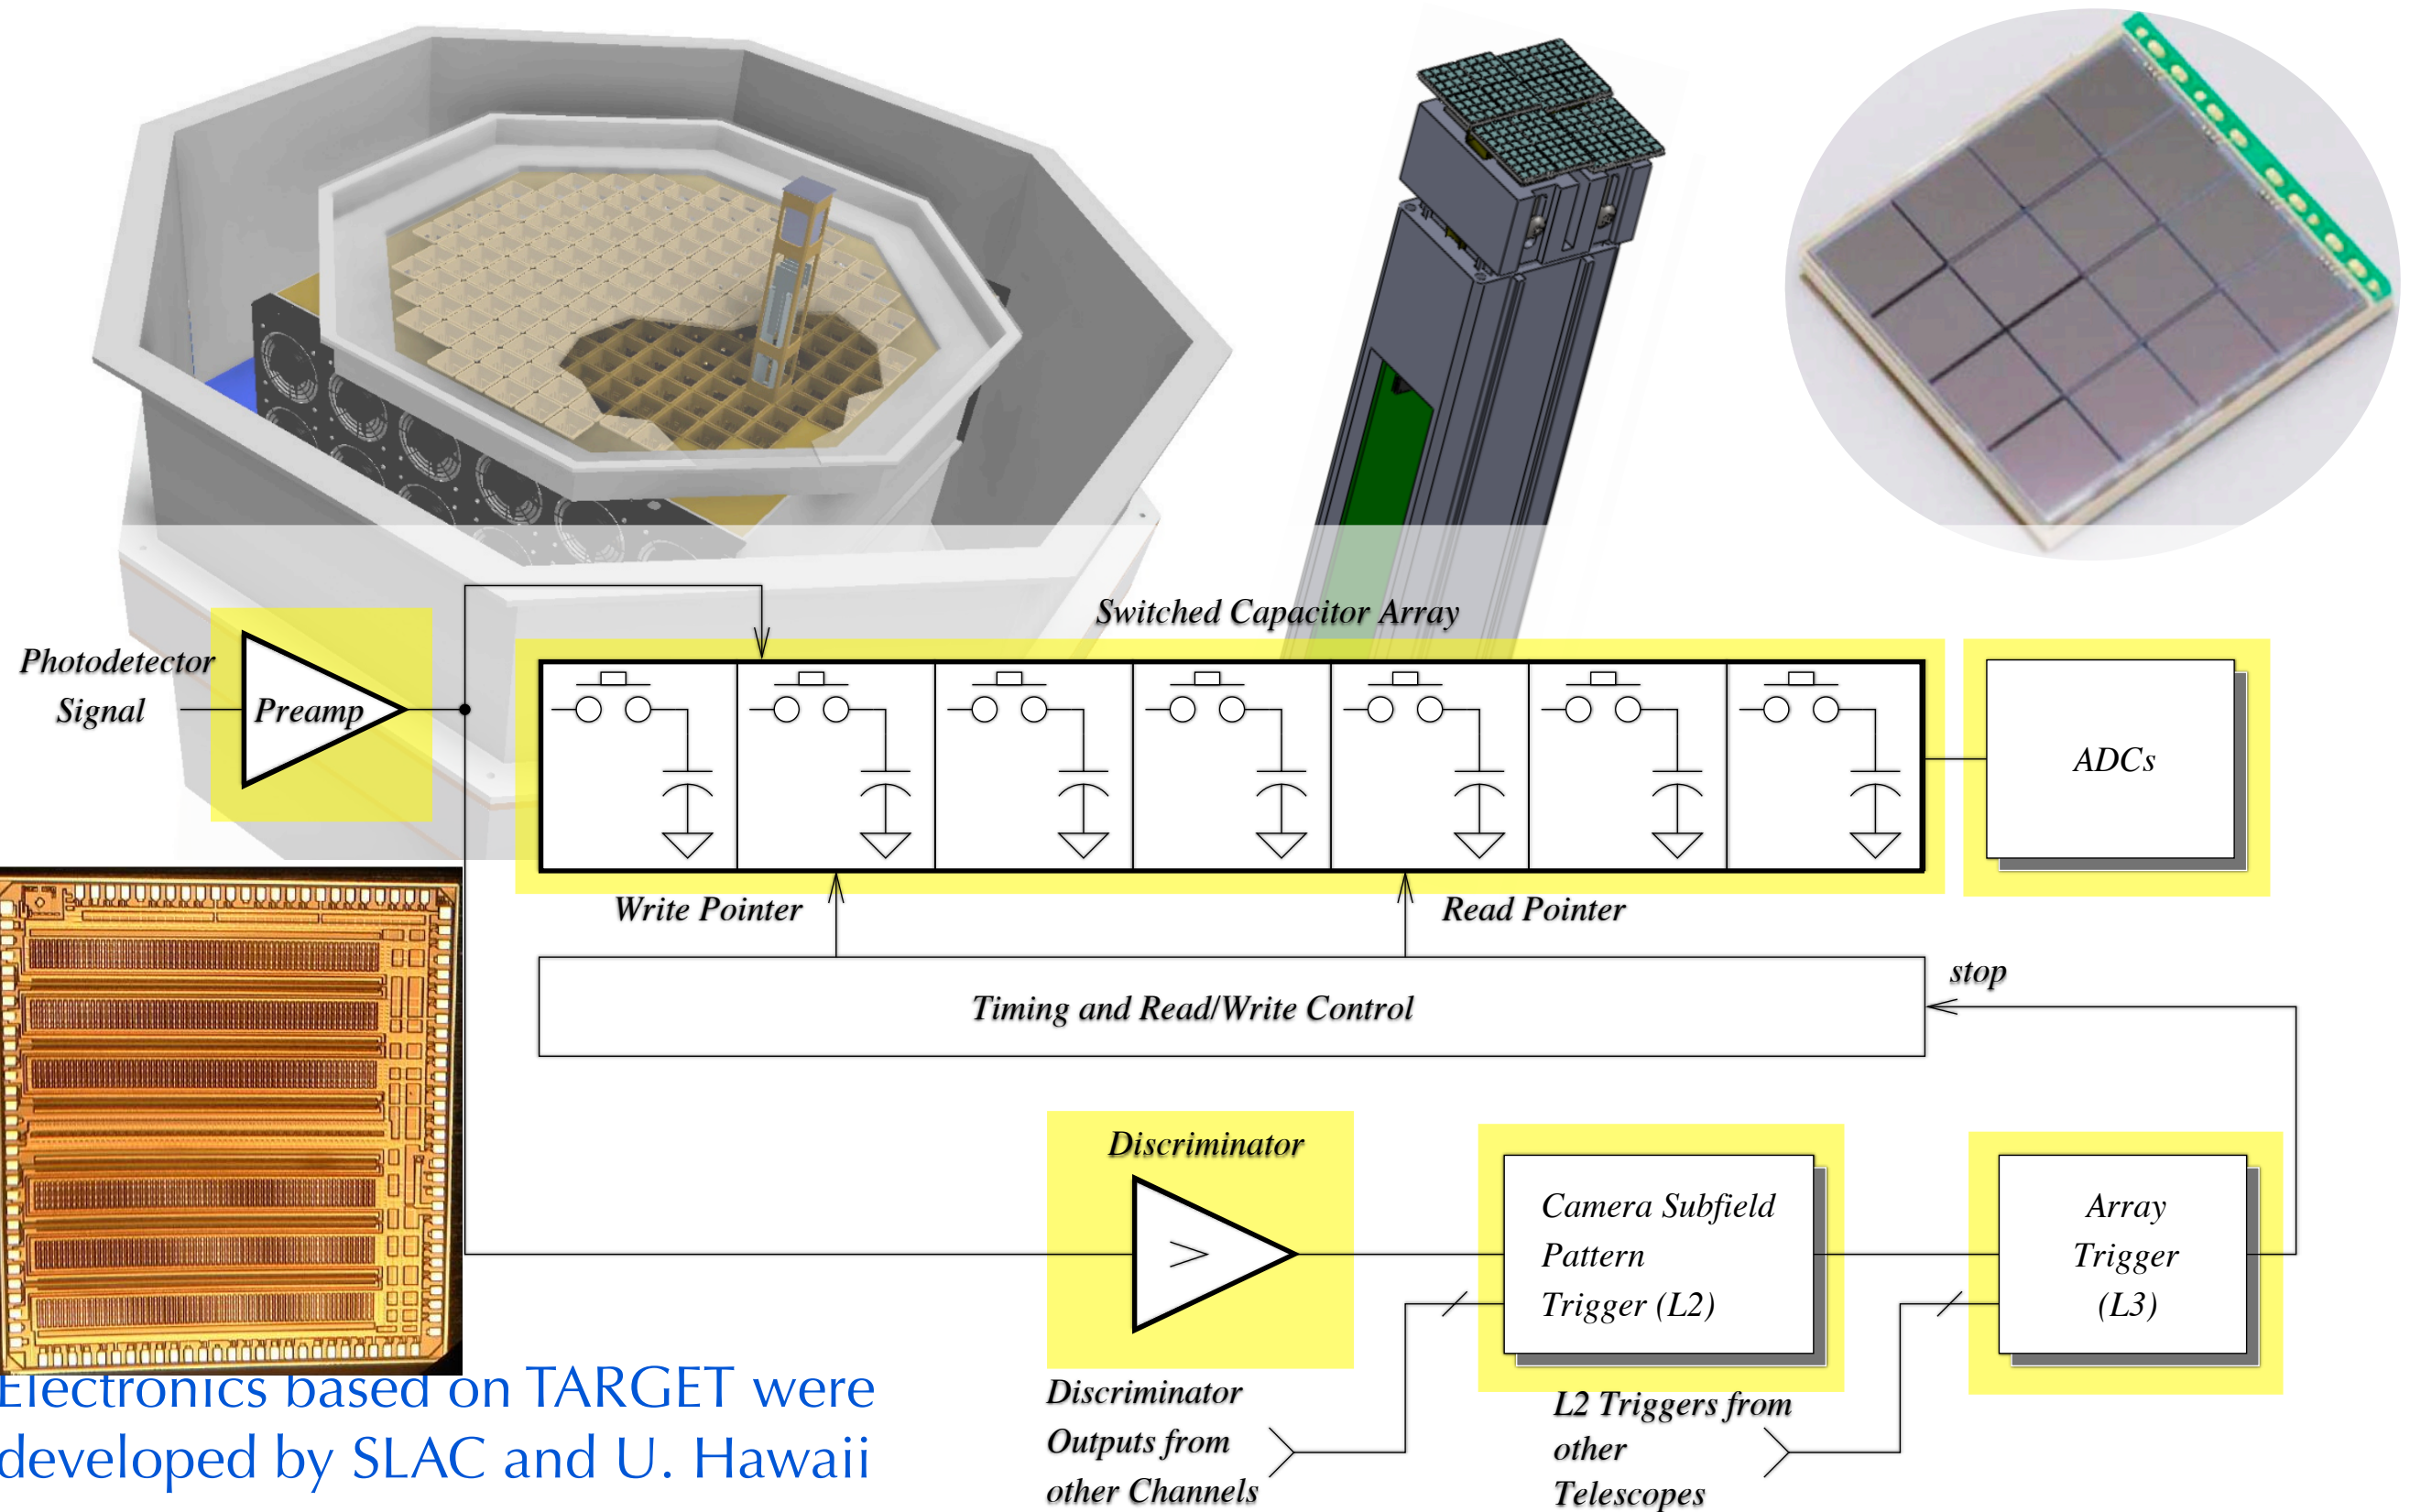 Switched Capacitor Array
Photodetector
Signal
Preamp
ADCs
Write Pointer
Read Pointer
stop
Timing and Read/Write Control
Discriminator
>
Camera Subfield
Pattern
Trigger (L2)
Array
Trigger
(L3)
Discriminator
Outputs from
other Channels
L2 Triggers from
other
Telescopes
Electronics based on TARGET were
developed by SLAC and U. Hawaii